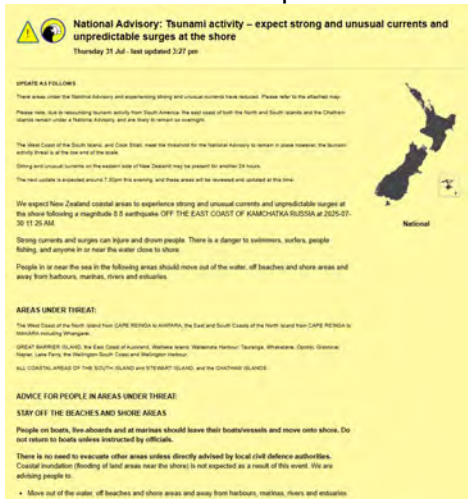 National Advisory: Tsunami activity – expect strong and unusual currents and
unpredictable surges at the shore
Thursday 31 Jul - last updated 3:27 pm
UPDATE AS FOLLOWS
There areas under the National Advisory and experiencing strong and unusual currents have reduced. Please refer to the attached map.
Please note, due to resounding tsunami activity from South America, the east coast of both the North and South Islands and the Chatham
Islands remain under a National Advisory, and are likely to remain so overnight.
The West Coast of the South Island, and Cook Strait, meet the threshold for the National Advisory to remain in place however, the tsunami
activity threat is at the low end of the scale.
Strong and unusual currents on the eastern side of New Zealand may be present for another 24 hours.
The next update is expected around 7.30pm this evening, and these areas will be reviewed and updated at this time.
We expect New Zealand coastal areas to experience strong and unusual currents and unpredictable surges at
the shore following a magnitude 8.8 earthquake OFF THE EAST COAST OF KAMCHATKA RUSSIA at 2025-07-
30 11.25 AM.
Strong currents and surges can injure and drown people. There is a danger to swimmers, surfers, people
fishing, and anyone in or near the water close to shore.
People in or near the sea in the following areas should move out of the water, off beaches and shore areas and
away from harbours, marinas, rivers and estuaries.
National
AREAS UNDER THREAT:
The West Coast of the North Island from CAPE REINGA to AWAKINO, the East and South Coasts of the North Island from CAPE REINGA to
including Whangarei,
GREAT BARRIER ISLAND, the East Coast of Auckland, Waiheke Island, Waitemata Harbour, Tauranga, Whakatane, Opotiki, Gisborne,
Napier, Lake Ferry, the Wellington South Coast and Wellington Harbour.
ALL COASTAL AREAS OF THE SOUTH ISLAND and STEWART ISLAND, and the CHATHAM ISLANDS.
ADVICE FOR PEOPLE IN AREAS UNDER THREAT:
STAY OFF THE BEACHES AND SHORE AREAS
People on boats, live-aboards and at marinas should leave their boats/vessels and move onto shore. Do
not return to boats unless instructed by officials.
There is no need to evacuate other areas unless directly advised by local civil defence authorities.
Coastal inundation (flooding of land areas near the shore) is not expected as a result of this event. We are
advising people to:
• Move out of the water, off beaches and shore areas and away from harbours, marinas, rivers and estuaries